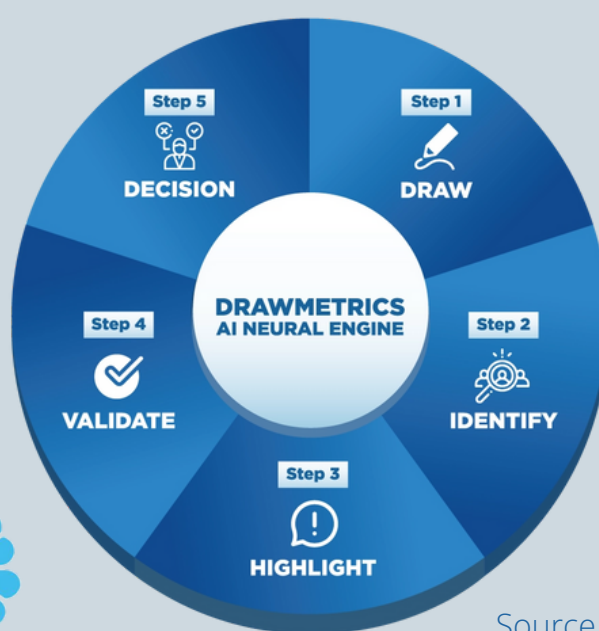 Step 1
DRAW
Step 2
IDENTIFY
Step 3
HIGHLIGHT
Step 4
VALIDATE
Step 5
DECISION
DRAWMETRICS
AI NEURAL ENGINE
Source